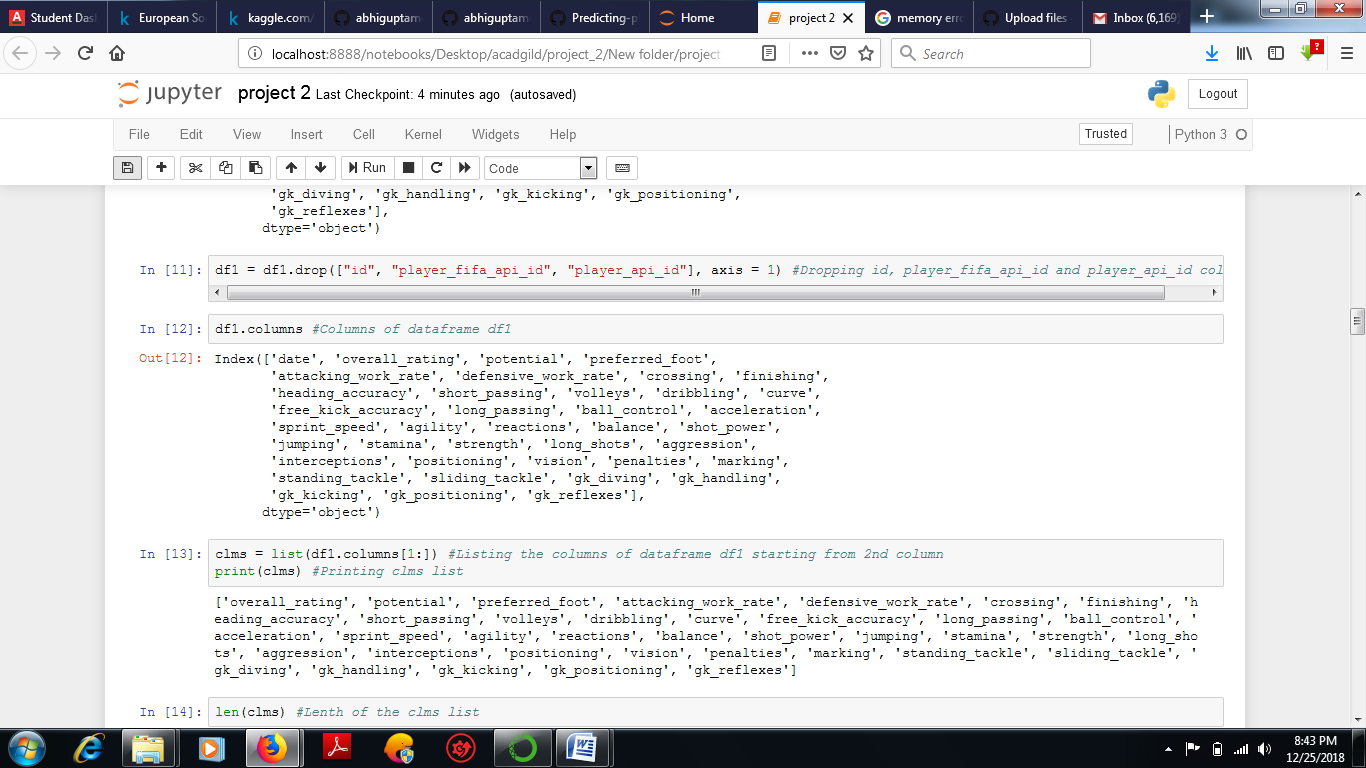 Student Das
European So
kaggle.com/
abhiguptam
abhiguptam
Predicting-p
Home
project 2
memory erro
Upload files
Inbox (6,169)
localhost:8888/notebooks/Desktop/acadgild/project_2/New folder/project
Search
jupyter project 2 Last Checkpoint: 4 minutes ago (autosaved)
Logout
File Edit View Insert Cell Kernel Widgets Help
Trusted
Python 3
Run
Code
'gk_diving', 'gk_handling', 'gk_kicking', 'gk_positioning',
'gk_reflexes'],
dtype='object')
In [11]: df1 = df1.drop(["id", "player_fifa_api_id", "player_api_id"], axis = 1) #Dropping id, player_fifa_api_id and player_api_id col
In [12]: df1.columns #Columns of dataframe df1
Out[12]: Index(['date', 'overall_rating', 'potential', 'preferred_foot',
'attacking_work_rate', 'defensive_work_rate', 'crossing', 'finishing',
'heading_accuracy', 'short_passing', 'volleys', 'dribbling', 'curve',
'free_kick_accuracy', 'long_passing', 'ball_control', 'acceleration',
'sprint_speed', 'agility', 'reactions', 'balance', 'shot_power',
'jumping', 'stamina', 'strength', 'long_shots', 'aggression',
'interceptions', 'positioning', 'vision', 'penalties', 'marking',
'standing_tackle', 'sliding_tackle', 'gk_diving', 'gk_handling',
'gk_kicking', 'gk_positioning', 'gk_reflexes'],
dtype='object')
In [13]: clms = list(df1.columns[1:]) #Listing the columns of dataframe df1 starting from 2nd column
print(clms) #Printing clms list
['overall_rating', 'potential', 'preferred_foot', 'attacking_work_rate', 'defensive_work_rate', 'crossing', 'finishing', 'h
eading_accuracy', 'short_passing', 'volleys', 'dribbling', 'curve', 'free_kick_accuracy', 'long_passing', 'ball_control', '
acceleration', 'sprint_speed', 'agility', 'reactions', 'balance', 'shot_power', 'jumping', 'stamina', 'strength', 'long_sho
ts', 'aggression', 'interceptions', 'positioning', 'vision', 'penalties', 'marking', 'standing_tackle', 'sliding_tackle', '
gk_diving', 'gk_handling', 'gk_kicking', 'gk_positioning', 'gk_reflexes']
In [14]: len(clms) #Lenth of the clms list
8:43 PM
12/25/2018